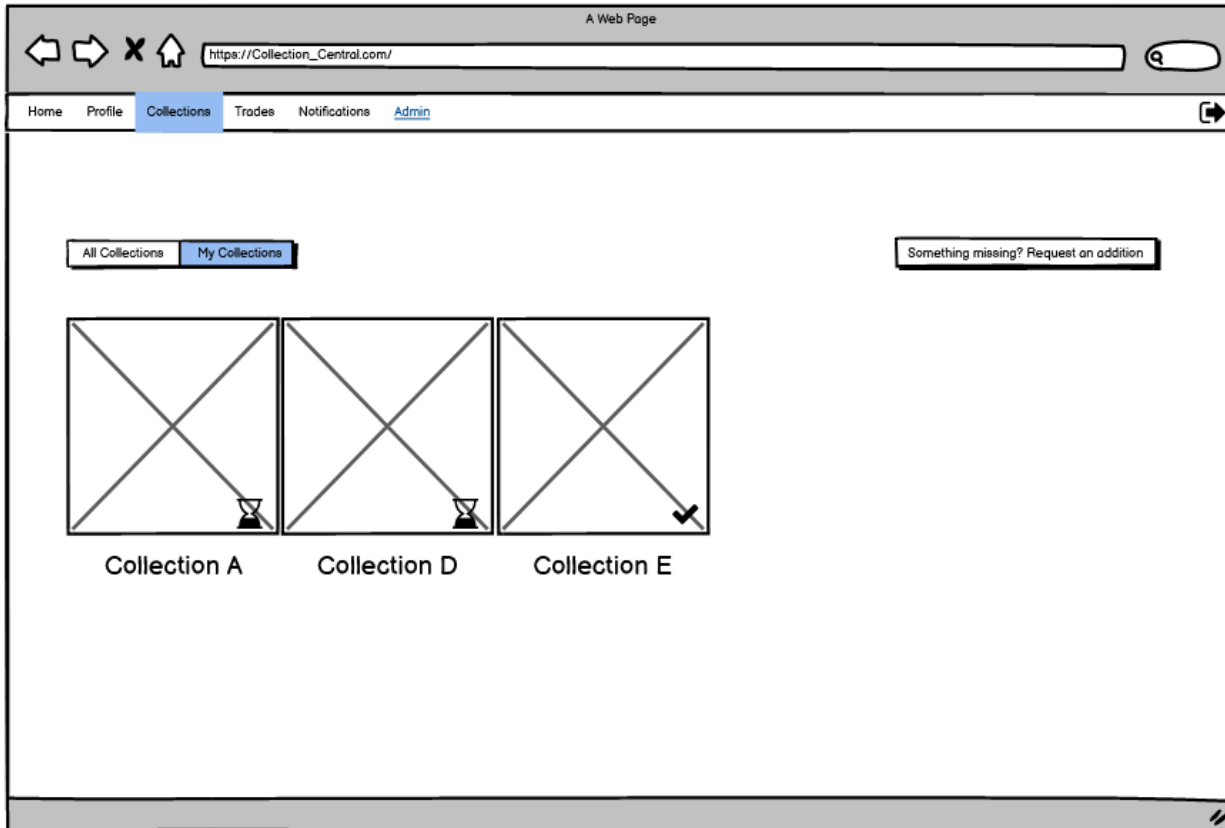 A Web Page
https://Collection_Central.com/
Home Profile Collections Trades Notifications Admin
All Collections My Collections Something missing? Request an addition
Collection A Collection D Collection E